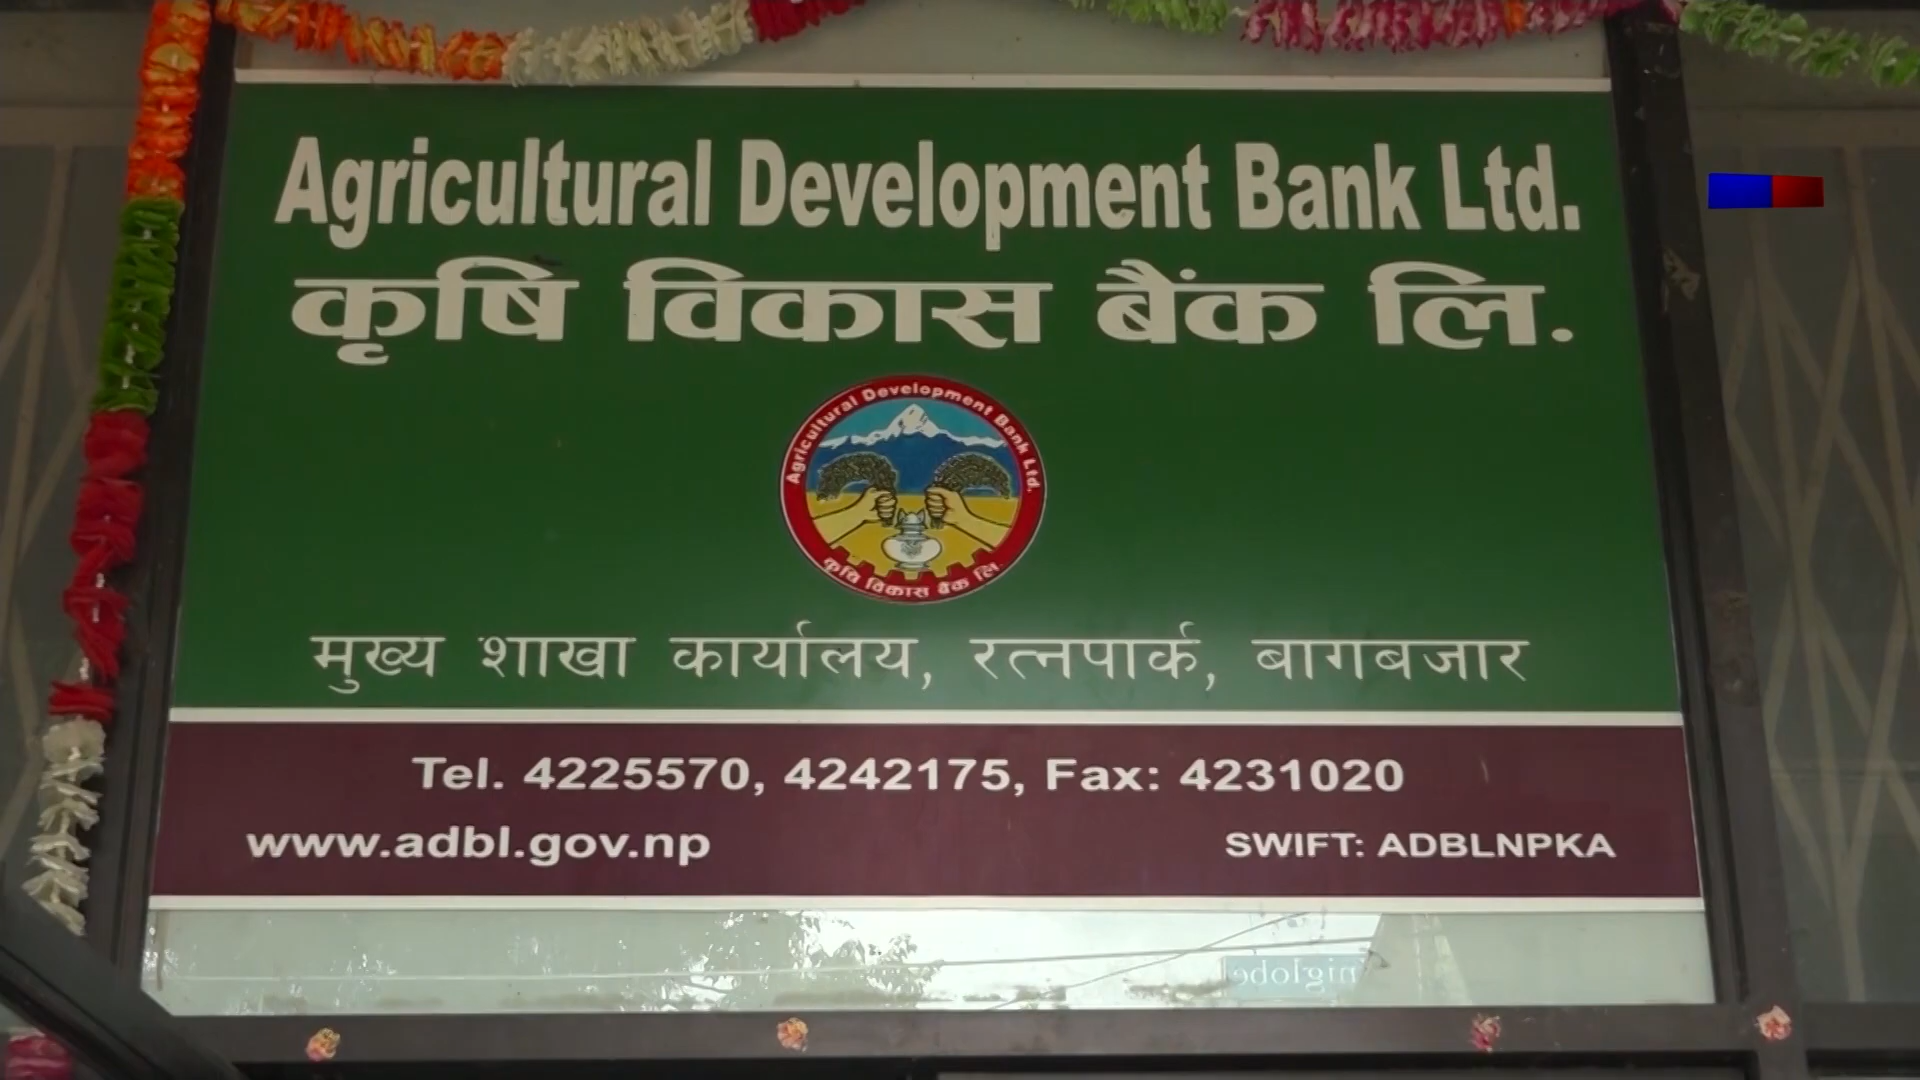 Agricultural Development Bank Ltd.
कृषि विकास बैंक लि.
Agricultural Development Bank Ltd.
कृषि विकास बैंक लि.
मुख्य शाखा कार्यालय, रत्नपार्क, बागबजार
Tel. 4225570, 4242175, Fax: 4231020
www.adbl.gov.np
SWIFT: ADBLNPKA